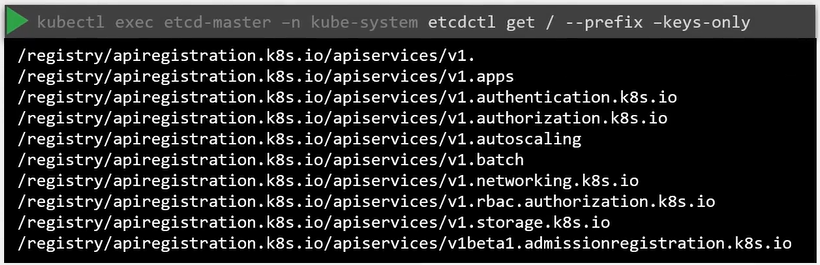 kubectl exec etcd-master –n kube-system etcdctl get / --prefix –keys-only
/registry/apiregistration.k8s.io/apiservices/v1.
/registry/apiregistration.k8s.io/apiservices/v1.apps
/registry/apiregistration.k8s.io/apiservices/v1.authentication.k8s.io
/registry/apiregistration.k8s.io/apiservices/v1.authorization.k8s.io
/registry/apiregistration.k8s.io/apiservices/v1.autoscaling
/registry/apiregistration.k8s.io/apiservices/v1.batch
/registry/apiregistration.k8s.io/apiservices/v1.networking.k8s.io
/registry/apiregistration.k8s.io/apiservices/v1.rbac.authorization.k8s.io
/registry/apiregistration.k8s.io/apiservices/v1.storage.k8s.io
/registry/apiregistration.k8s.io/apiservices/v1beta1.admissionregistration.k8s.io